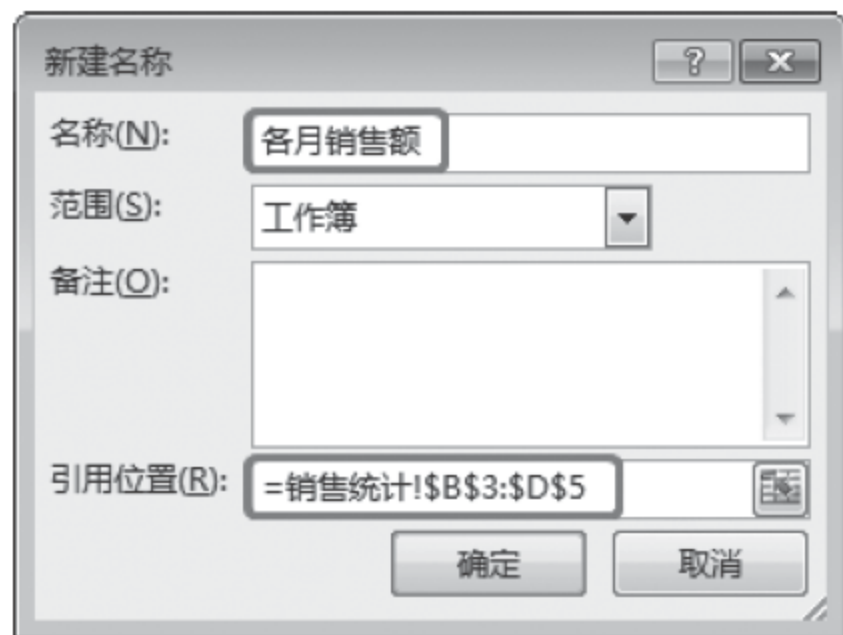 新建名称
名称(N): 各月销售额
范围(S): 工作簿
备注(O):
引用位置(R): =销售统计!$B$3:$D$5
确定 取消